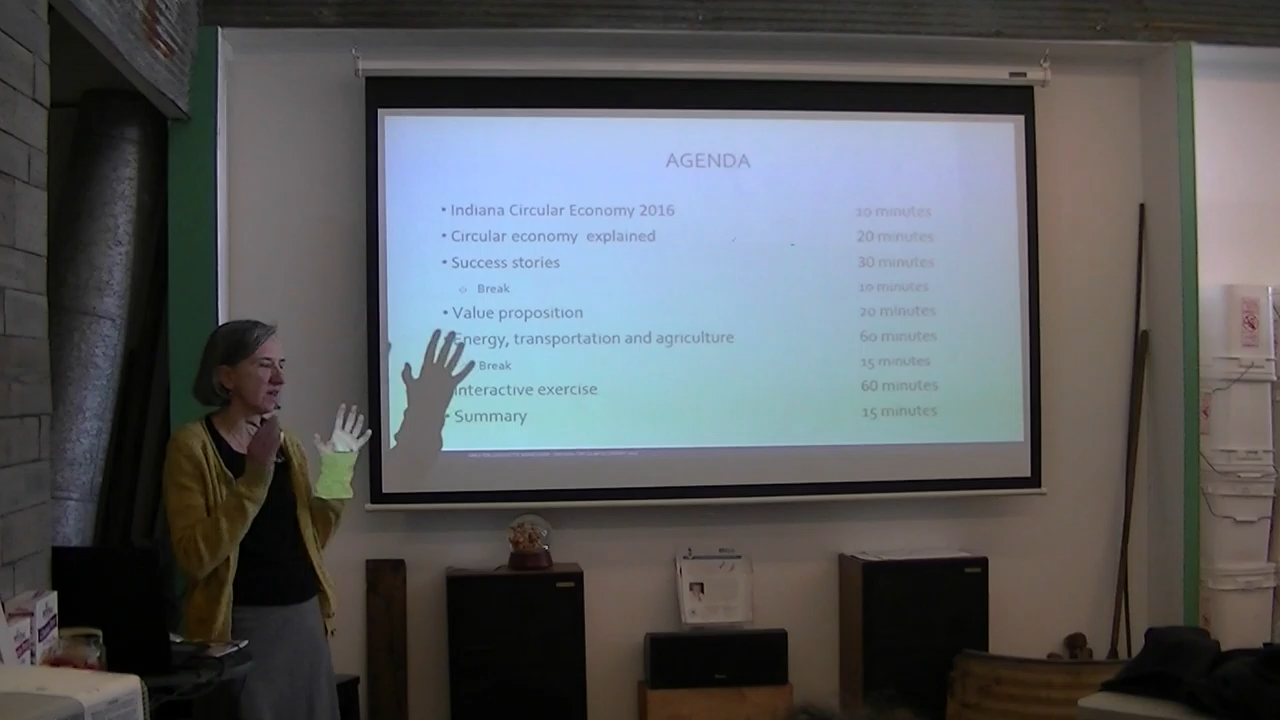 AGENDA
• Indiana Circular Economy 2016 10 minutes
• Circular economy explained 20 minutes
• Success stories 30 minutes
o Break 10 minutes
• Value proposition 20 minutes
Energy, transportation and agriculture 60 minutes
Break 15 minutes
Interactive exercise 60 minutes
• Summary 15 minutes